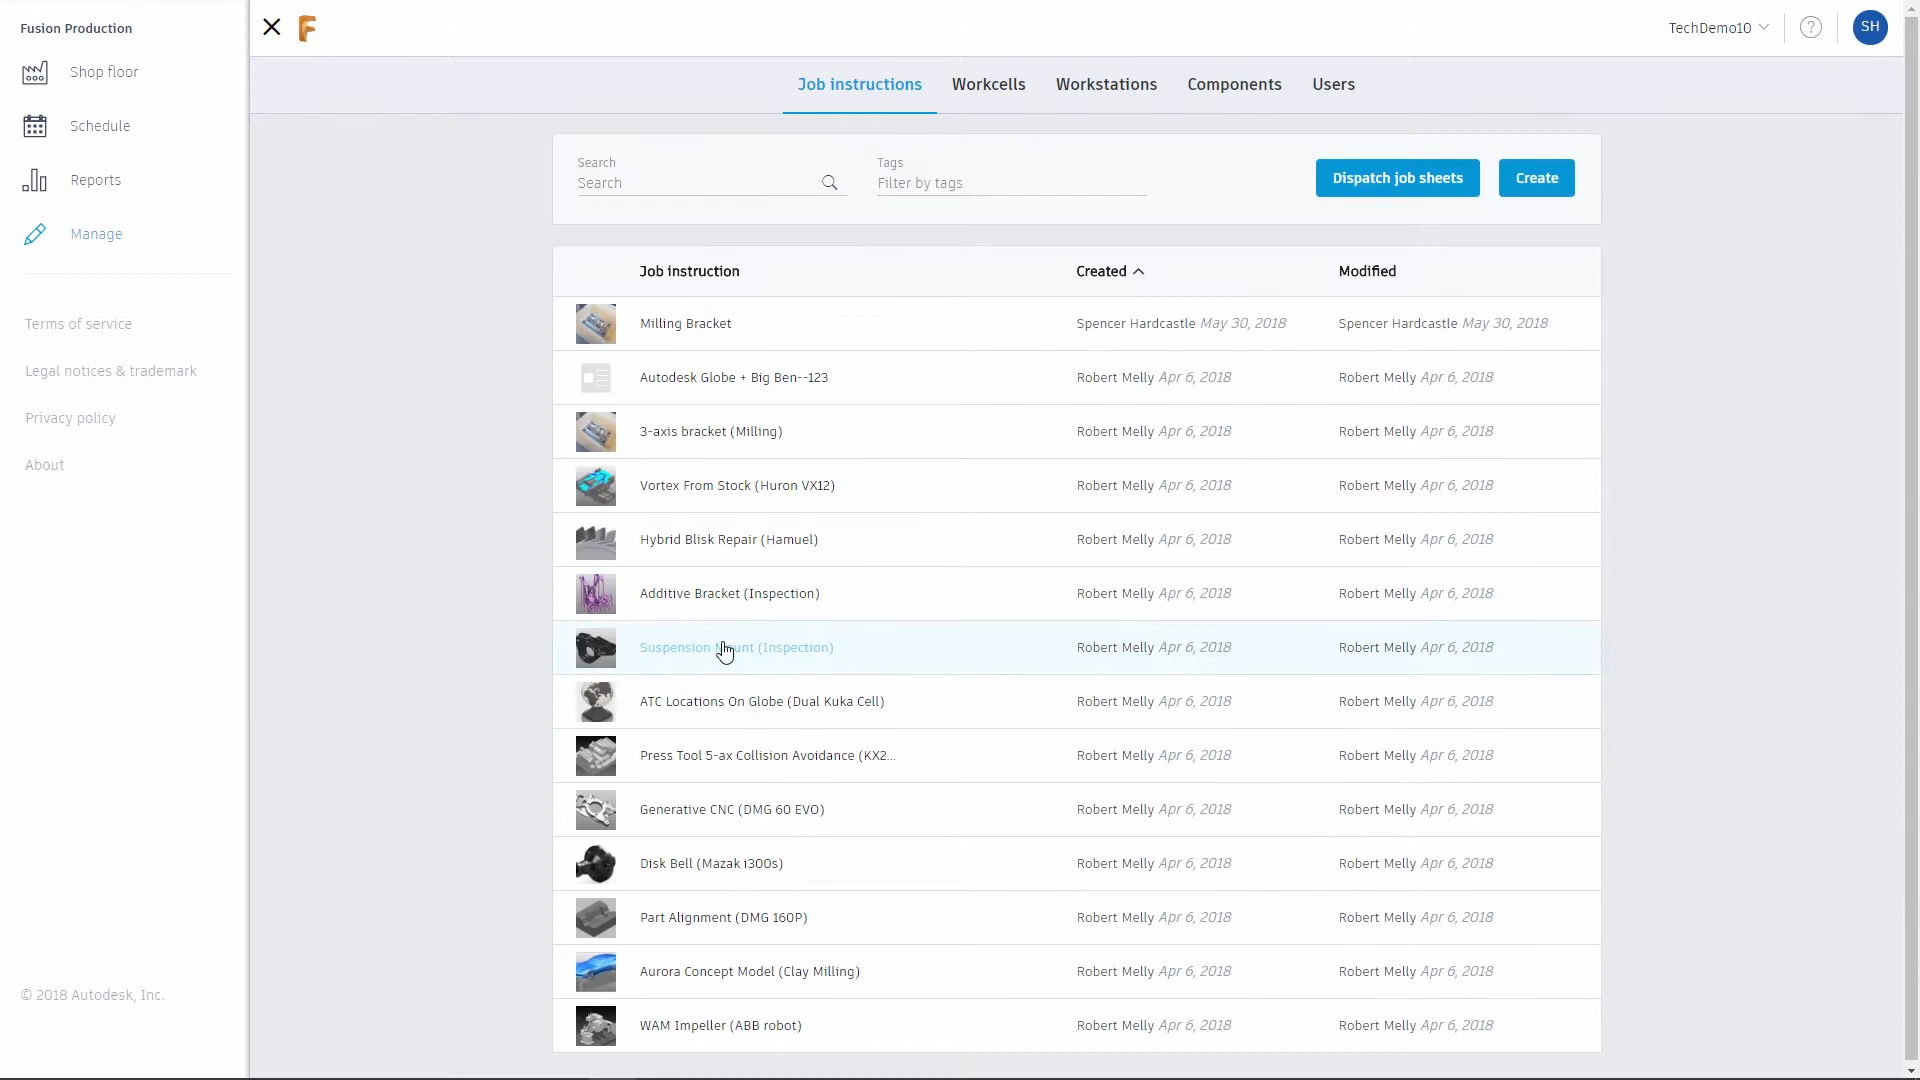 Fusion Production
Shop floor
Schedule
Reports
Manage
Terms of service
Legal notices & trademark
Privacy policy
About
© 2018 Autodesk, Inc.
TechDemo10
?
SH
Job instructions Workcells Workstations Components Users
Search Tags
Search Filter by tags
Dispatch job sheets Create
Job instruction Created Modified
Milling Bracket Spencer Hardcastle May 30, 2018 Spencer Hardcastle May 30, 2018
Autodesk Globe + Big Ben--123 Robert Melly Apr 6, 2018 Robert Melly Apr 6, 2018
3-axis bracket (Milling) Robert Melly Apr 6, 2018 Robert Melly Apr 6, 2018
Vortex From Stock (Huron VX12) Robert Melly Apr 6, 2018 Robert Melly Apr 6, 2018
Hybrid Blisk Repair (Hamuel) Robert Melly Apr 6, 2018 Robert Melly Apr 6, 2018
Additive Bracket (Inspection) Robert Melly Apr 6, 2018 Robert Melly Apr 6, 2018
Suspension Mount (Inspection) Robert Melly Apr 6, 2018 Robert Melly Apr 6, 2018
ATC Locations On Globe (Dual Kuka Cell) Robert Melly Apr 6, 2018 Robert Melly Apr 6, 2018
Press Tool 5-ax Collision Avoidance (KX2... Robert Melly Apr 6, 2018 Robert Melly Apr 6, 2018
Generative CNC (DMG 60 EVO) Robert Melly Apr 6, 2018 Robert Melly Apr 6, 2018
Disk Bell (Mazak i300s) Robert Melly Apr 6, 2018 Robert Melly Apr 6, 2018
Part Alignment (DMG 160P) Robert Melly Apr 6, 2018 Robert Melly Apr 6, 2018
Aurora Concept Model (Clay Milling) Robert Melly Apr 6, 2018 Robert Melly Apr 6, 2018
WAM Impeller (ABB robot) Robert Melly Apr 6, 2018 Robert Melly Apr 6, 2018